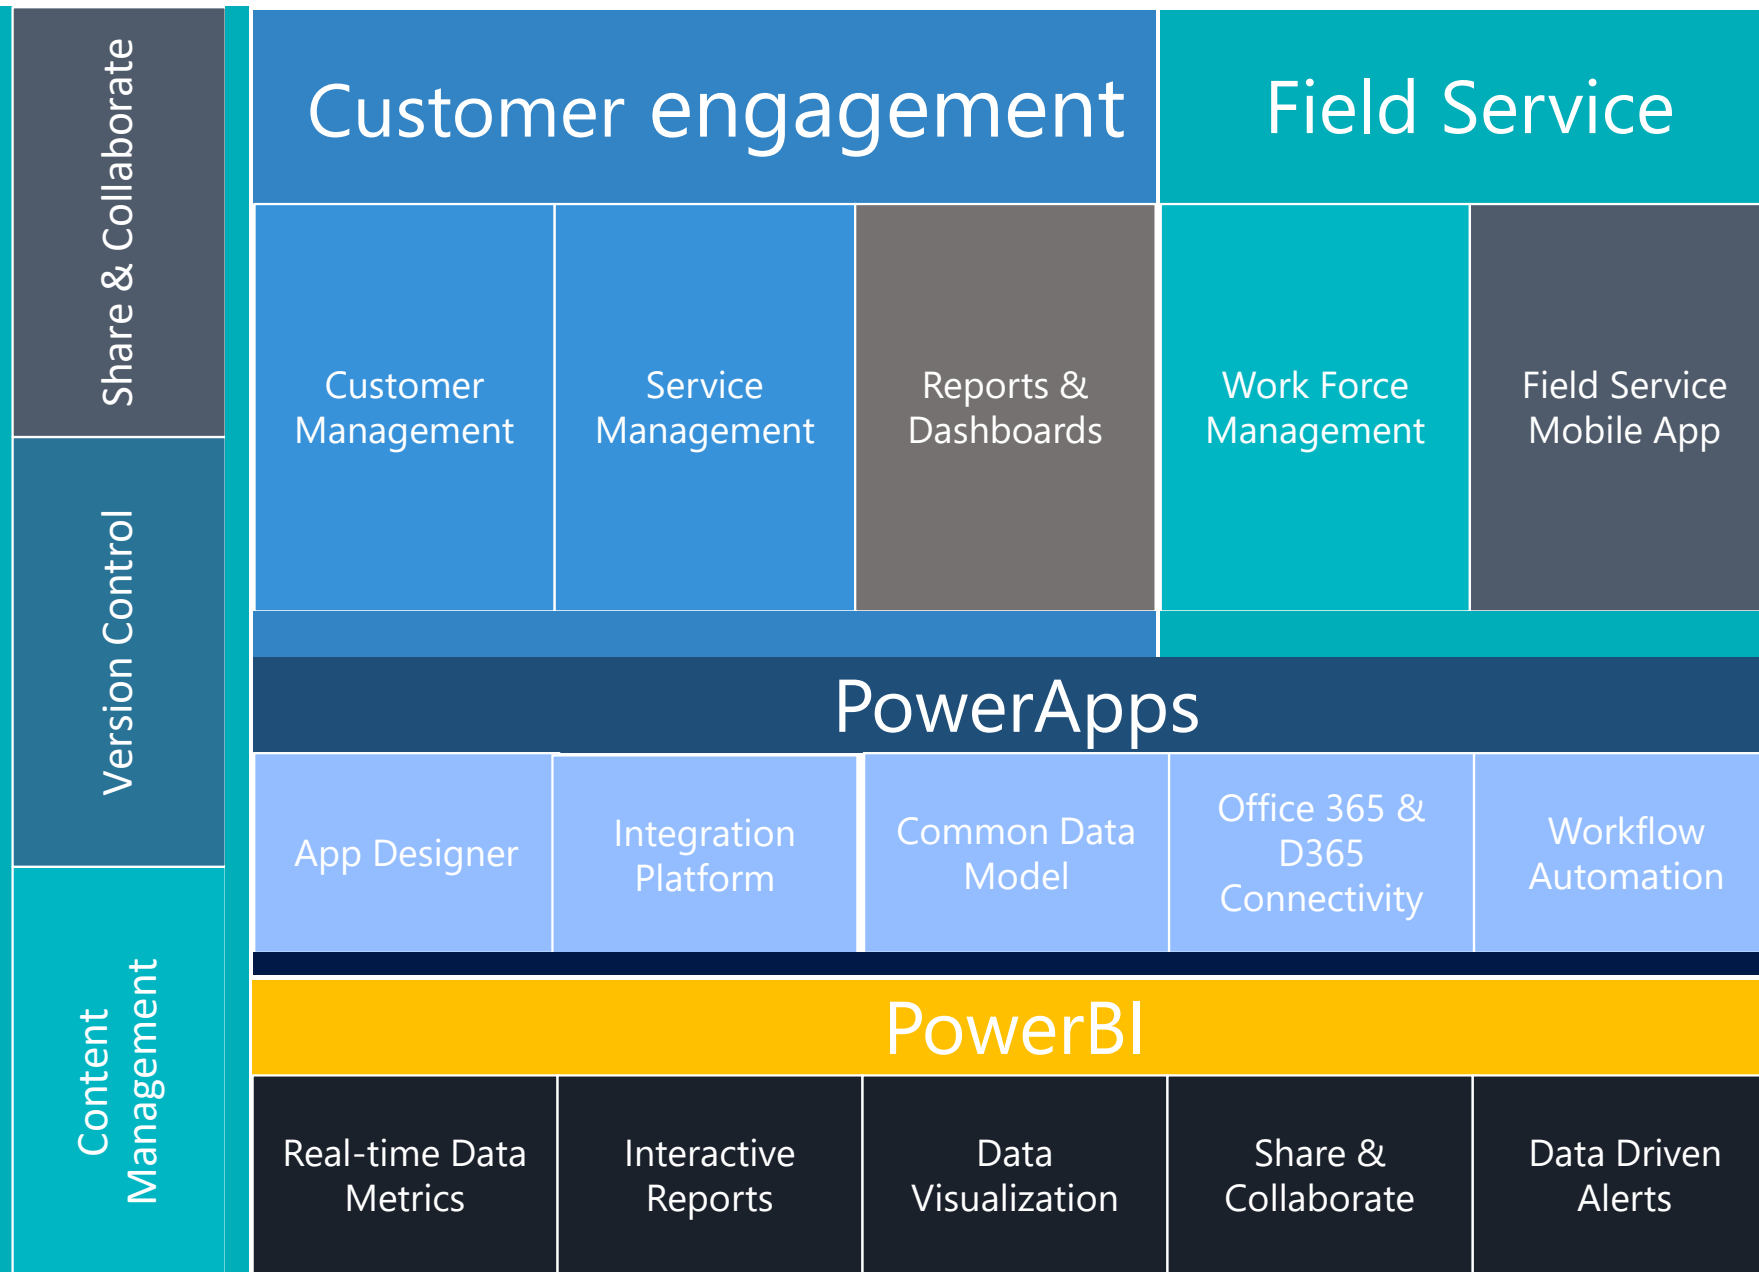 Share & Collaborate
Version Control
Content
Management
Customer engagement
Field Service
Customer
Management
Service
Management
Reports &
Dashboards
Work Force
Management
Field Service
Mobile App
PowerApps
App Designer
Integration
Platform
Common Data
Model
Office 365 &
D365
Connectivity
Workflow
Automation
PowerBI
Real-time Data
Metrics
Interactive
Reports
Data
Visualization
Share &
Collaborate
Data Driven
Alerts